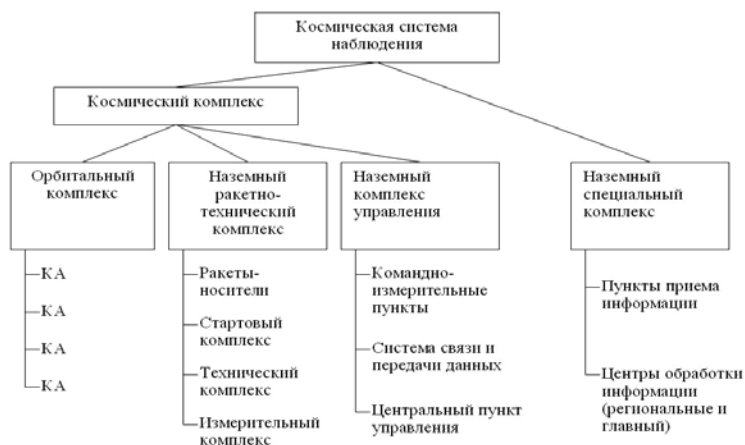 Космическая система
наблюдения
Космический комплекс
Орбитальный
комплекс
Наземный
ракетно-
технический
комплекс
Наземный
комплекс
управления
Наземный
специальный
комплекс
КА
КА
КА
КА
Ракеты-
носители
Стартовый
комплекс
Технический
комплекс
Измерительный
комплекс
Командно-
измерительные
пункты
Система связи и
передачи данных
Центральный пункт
управления
Пункты приема
информации
Центры обработки
информации
(региональные и
главный)